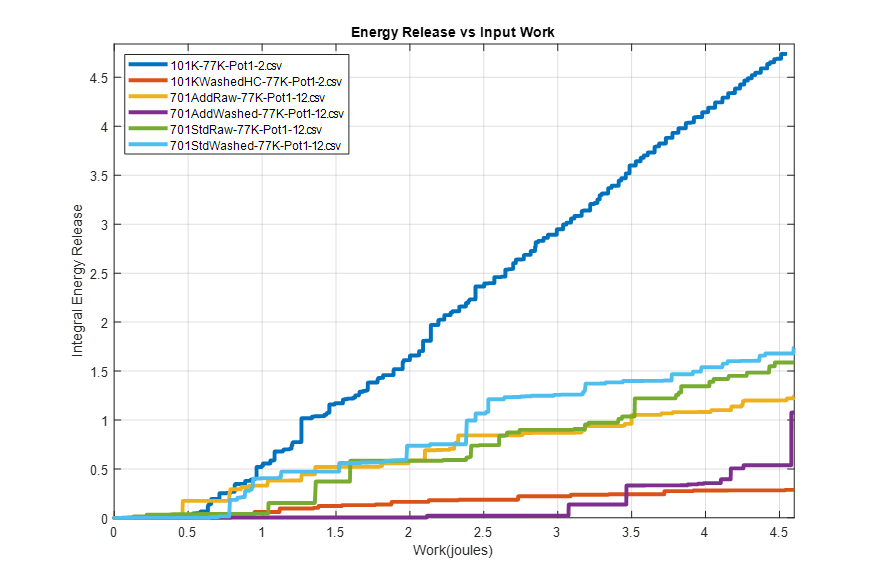 Energy Release vs Input Work
101K-77K-Pot1-2.csv
101KWashedHC-77K-Pot1-2.csv
701AddRaw-77K-Pot1-12.csv
701AddWashed-77K-Pot1-12.csv
701StdRaw-77K-Pot1-12.csv
701StdWashed-77K-Pot1-12.csv
Integral Energy Release
4.5
4
3.5
3
2.5
2
1.5
1
0.5
0
0 0.5 1 1.5 2 2.5 3 3.5 4 4.5
Work(joules)